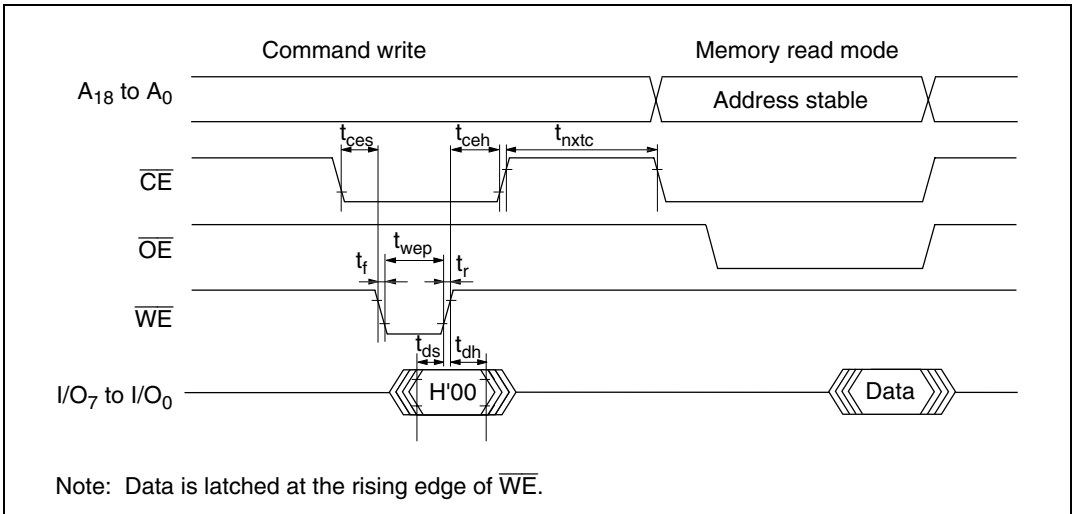 Command write Memory read mode
A18 to A0 Address stable
tces tceh tnxtc
CE
OE
twep
tf tr
WE
tds tdh
I/O7 to I/O0 H'00 Data
Note: Data is latched at the rising edge of WE.